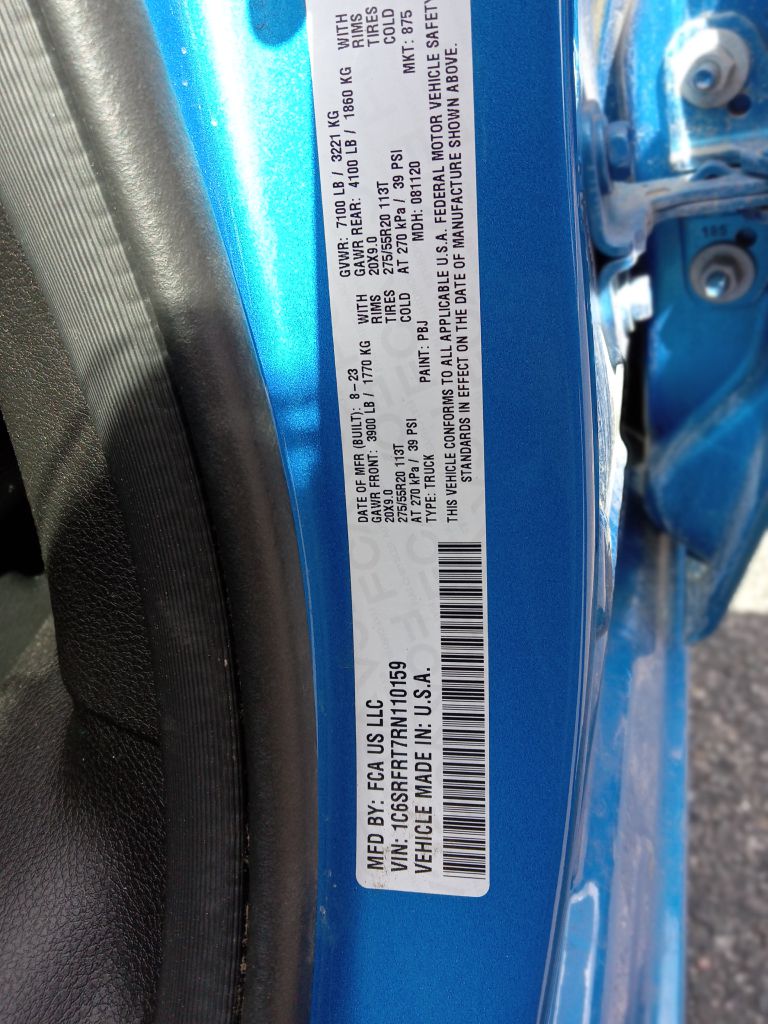 MFD BY: FCA US LLC
VIN: 1C6SRFRT7RN110159
VEHICLE MADE IN: U.S.A.
DATE OF MFR (BUILT): 8-23
GAWR FRONT: 3900 LB / 1770 KG WITH
20X9.0 RIMS
275/55R20 113T TIRES
AT 270 kPa / 39 PSI COLD
TYPE: TRUCK PAINT: PBJ
GVWR: 7100 LB / 3221 KG
GAWR REAR: 4100 LB / 1860 KG WITH
20X9.0 RIMS
275/55R20 113T TIRES
AT 270 kPa / 39 PSI COLD
MDH: 081120 MKT: 875
THIS VEHICLE CONFORMS TO ALL APPLICABLE U.S.A. FEDERAL MOTOR VEHICLE SAFETY
STANDARDS IN EFFECT ON THE DATE OF MANUFACTURE SHOWN ABOVE.